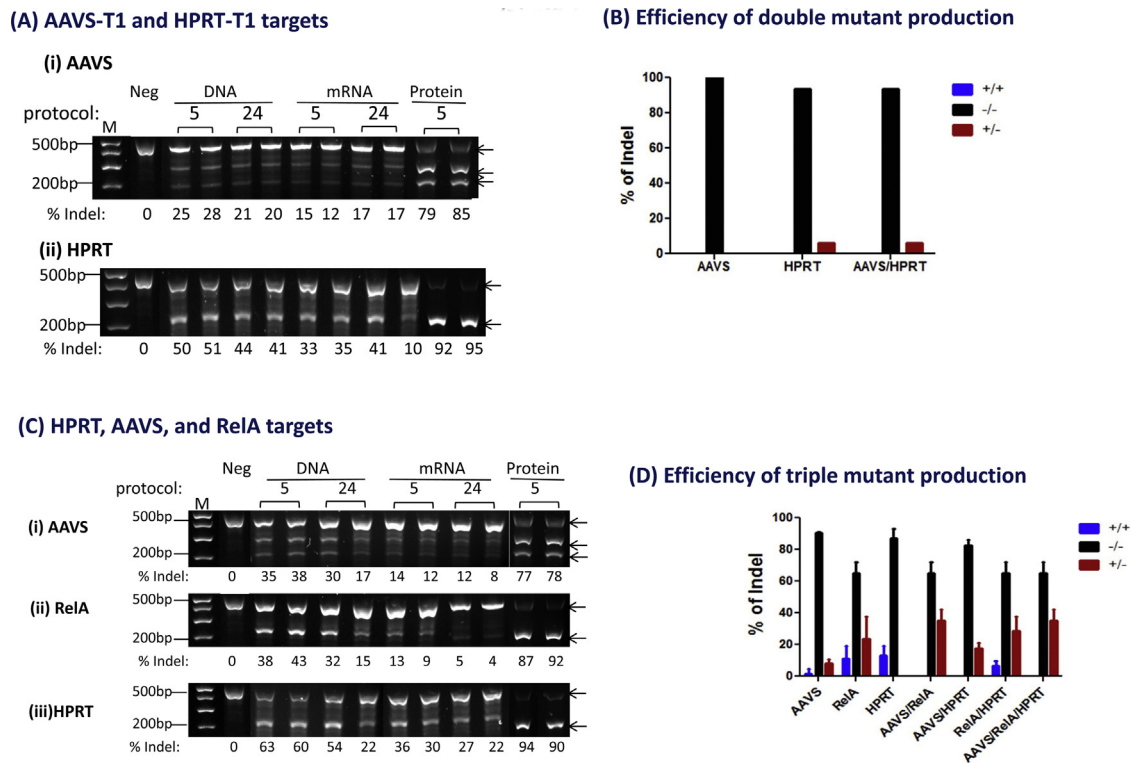 (A) AAVS-T1 and HPRT-T1 targets
(i) AAVS
Neg DNA mRNA Protein
protocol: 5 24 5 24 5
M
500bp
200bp
% Indel: 0 25 28 21 20 15 12 17 17 79 85
(ii) HPRT
500bp
200bp
% Indel: 0 50 51 44 41 33 35 41 10 92 95
(B) Efficiency of double mutant production
% of Indel
100
80
60
40
20
0
AAVS HPRT AAVS/HPRT
+/+
-/-
+/-
(C) HPRT, AAVS, and RelA targets
Neg DNA mRNA Protein
protocol: 5 24 5 24 5
M
(i) AAVS
500bp
200bp
% Indel: 0 35 38 30 17 14 12 12 8 77 78
(ii) RelA
500bp
200bp
% Indel: 0 38 43 32 15 13 9 5 4 87 92
(iii)HPRT
500bp
200bp
% Indel: 0 63 60 54 22 36 30 27 22 94 90
(D) Efficiency of triple mutant production
% of Indel
100
80
60
40
20
0
AAVS
RelA
HPRT
AAVS/RelA
AAVS/HPRT
RelA/HPRT
AAVS/RelA/HPRT
+/+
-/-
+/-